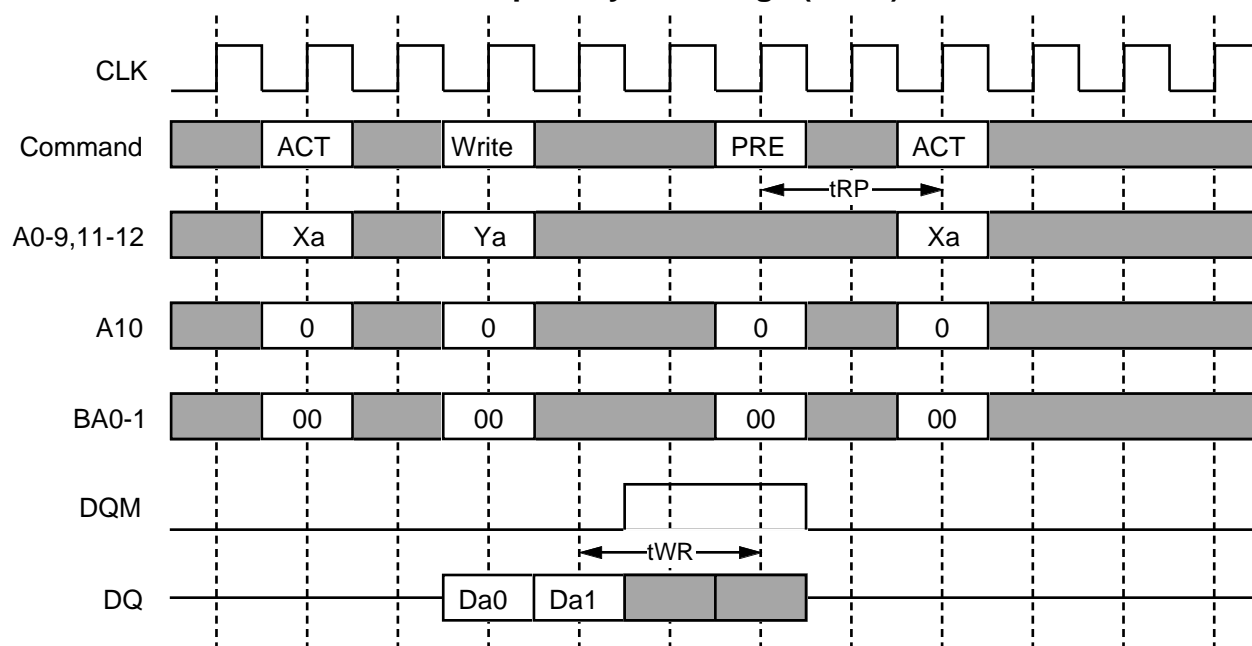 CLK
Command ACT Write PRE ACT
tRP
A0-9,11-12 Xa Ya Xa
A10 0 0 0 0
BA0-1 00 00 00 00
DQM
tWR
DQ Da0 Da1